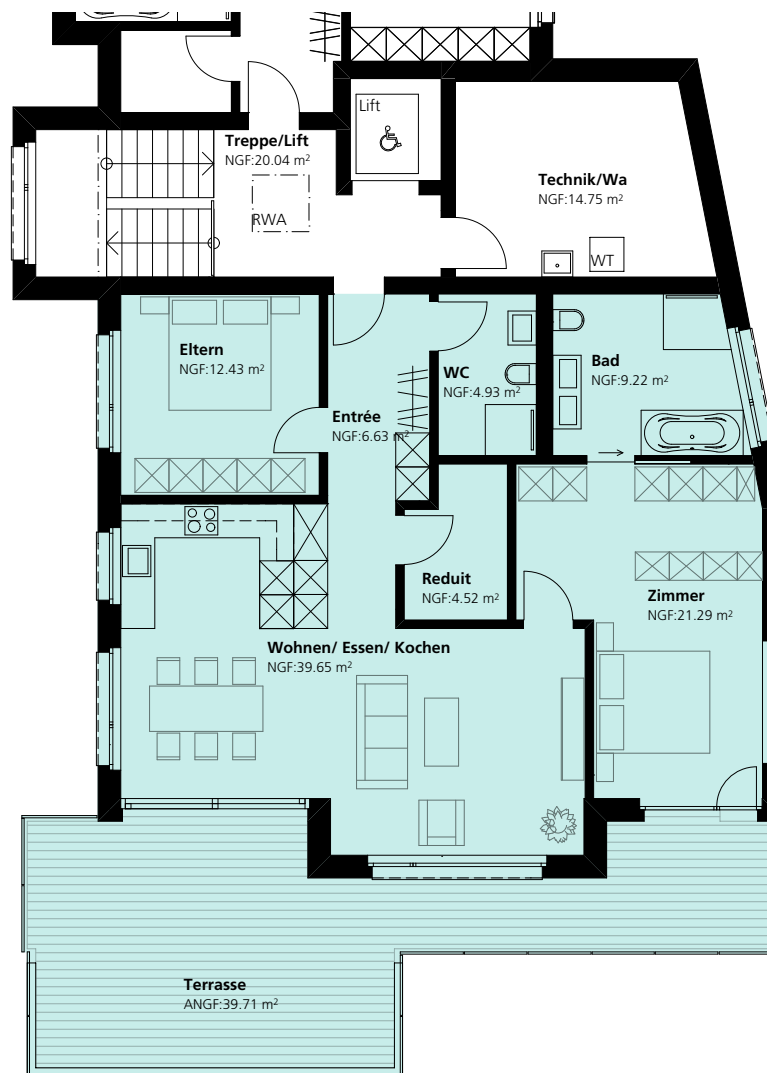 Lift
Treppe/Lift
NGF:20.04 m²
RWA
Technik/Wa
NGF:14.75 m²
WT
Eltern
NGF:12.43 m²
WC
NGF:4.93 m²
Bad
NGF:9.22 m²
Entrée
NGF:6.63 m²
Reduit
NGF:4.52 m²
Zimmer
NGF:21.29 m²
Wohnen/ Essen/ Kochen
NGF:39.65 m²
Terrasse
ANGF:39.71 m²